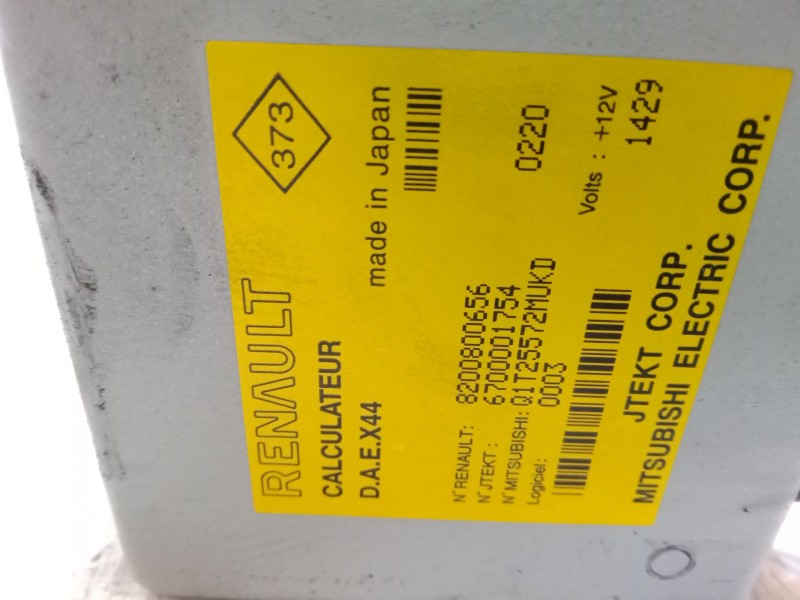 RENAULT
373
CALCULATEUR
D.A.E.X44
made in Japan
N°RENAULT: 8200800656
N°JTEKT : 67000001754
N°MITSUBISHI: Q1T25572MUKD
Logiciel: 0003
0220
Volts : +12V
1429
JTEKT CORP.
MITSUBISHI ELECTRIC CORP.